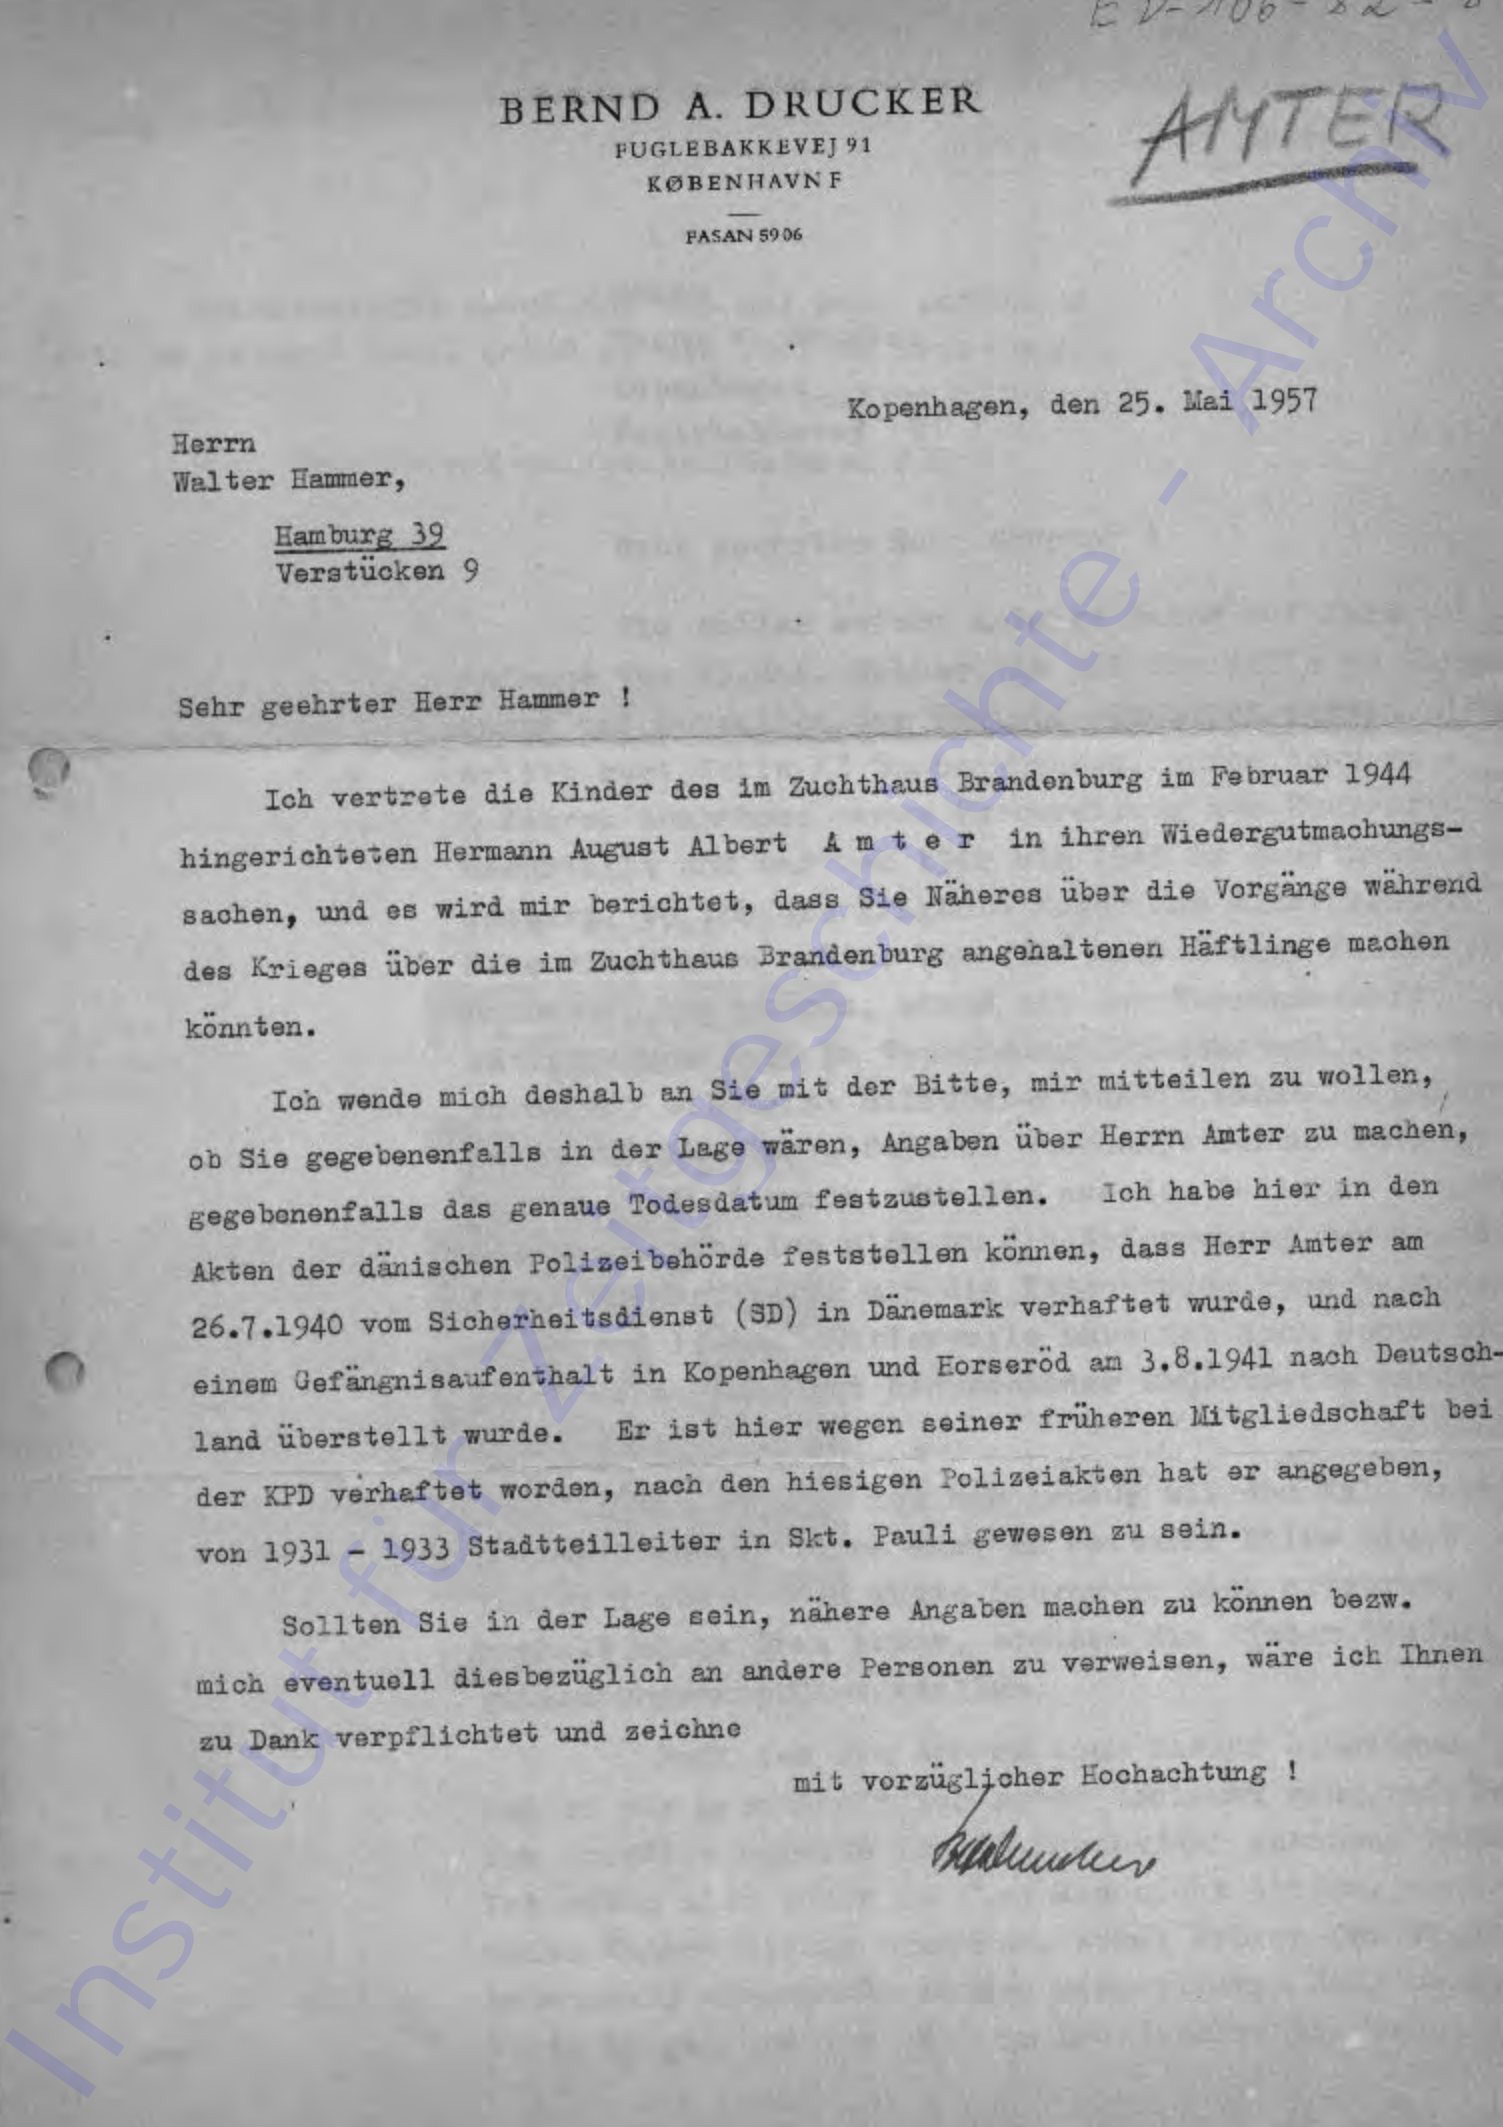 AMTER
BERND A. DRUCKER
FUGLEBAKKEVEJ 91
KØBENHAVN F
FASAN 5906
Kopenhagen, den 25. Mai 1957
Herrn
Walter Hammer,
Hamburg 39
Verstücken 9
Sehr geehrter Herr Hammer !
Ich vertrete die Kinder des im Zuchthaus Brandenburg im Februar 1944
hingerichteten Hermann August Albert A m t e r in ihren Wiedergutmachungs-
sachen, und es wird mir berichtet, dass Sie Näheres über die Vorgänge während
des Krieges über die im Zuchthaus Brandenburg angehaltenen Häftlinge machen
könnten.
Ich wende mich deshalb an Sie mit der Bitte, mir mitteilen zu wollen,
ob Sie gegebenenfalls in der Lage wären, Angaben über Herrn Amter zu machen,
gegebenenfalls das genaue Todesdatum festzustellen. Ich habe hier in den
Akten der dänischen Polizeibehörde feststellen können, dass Herr Amter am
26.7.1940 vom Sicherheitsdienst (SD) in Dänemark verhaftet wurde, und nach
einem Gefängnisaufenthalt in Kopenhagen und Horseröd am 3.8.1941 nach Deutsch-
land überstellt wurde. Er ist hier wegen seiner früheren Mitgliedschaft bei
der KPD verhaftet worden, nach den hiesigen Polizeiakten hat er angegeben,
von 1931 - 1933 Stadtteilleiter in Skt. Pauli gewesen zu sein.
Sollten Sie in der Lage sein, nähere Angaben machen zu können bezw.
mich eventuell diesbezüglich an andere Personen zu verweisen, wäre ich Ihnen
zu Dank verpflichtet und zeichne
mit vorzüglicher Hochachtung !
Institut für Zeitgeschichte - Archiv